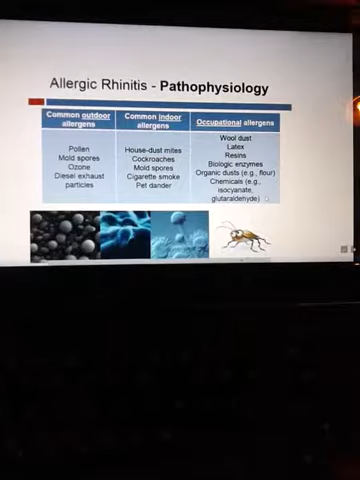 Allergic Rhinitis - Pathophysiology
Common outdoor
allergens
Pollen
Mold spores
Ozone
Diesel exhaust
particles
Common indoor
allergens
House-dust mites
Cockroaches
Mold spores
Cigarette smoke
Pet dander
Occupational allergens
Wool dust
Latex
Resins
Biologic enzymes
Organic dusts (e.g., flour)
Chemicals (e.g.,
isocyanate,
glutaraldehyde)